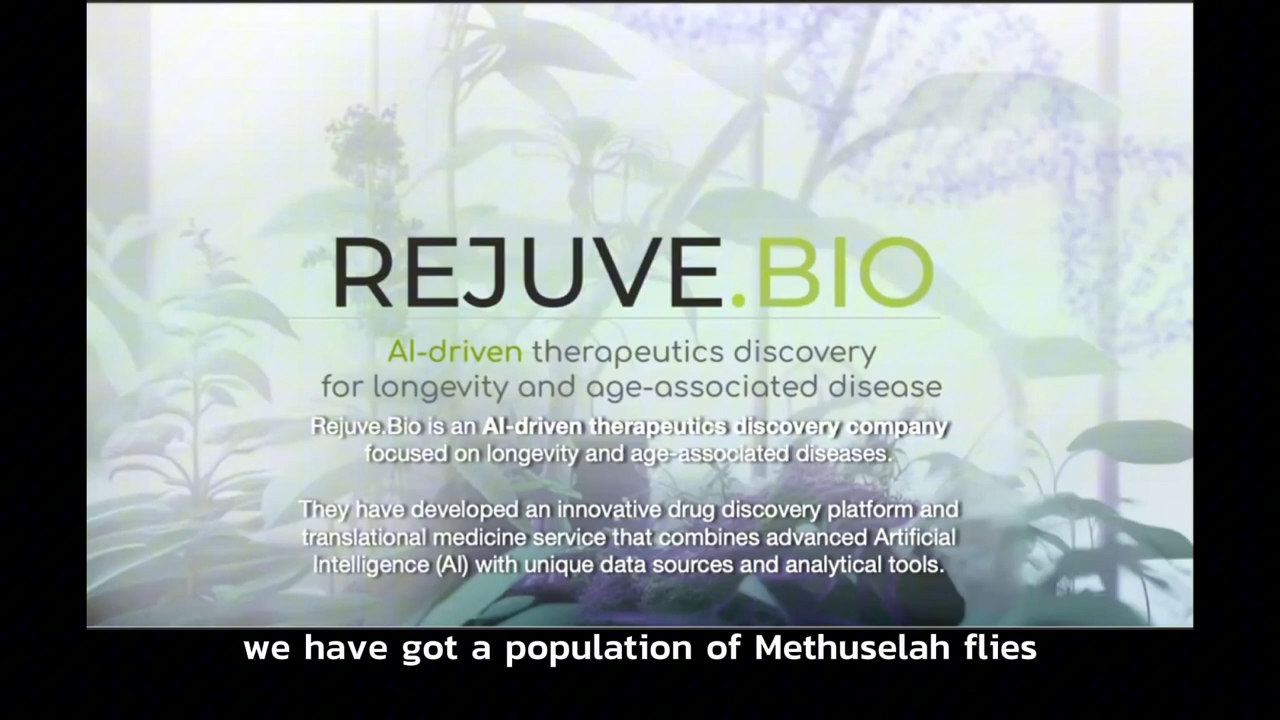 REJUVE.BIO
AI-driven therapeutics discovery
for longevity and age-associated disease
Rejuve.Bio is an AI-driven therapeutics discovery company
focused on longevity and age-associated diseases.
They have developed an innovative drug discovery platform and
translational medicine service that combines advanced Artificial
Intelligence (AI) with unique data sources and analytical tools.
we have got a population of Methuselah flies